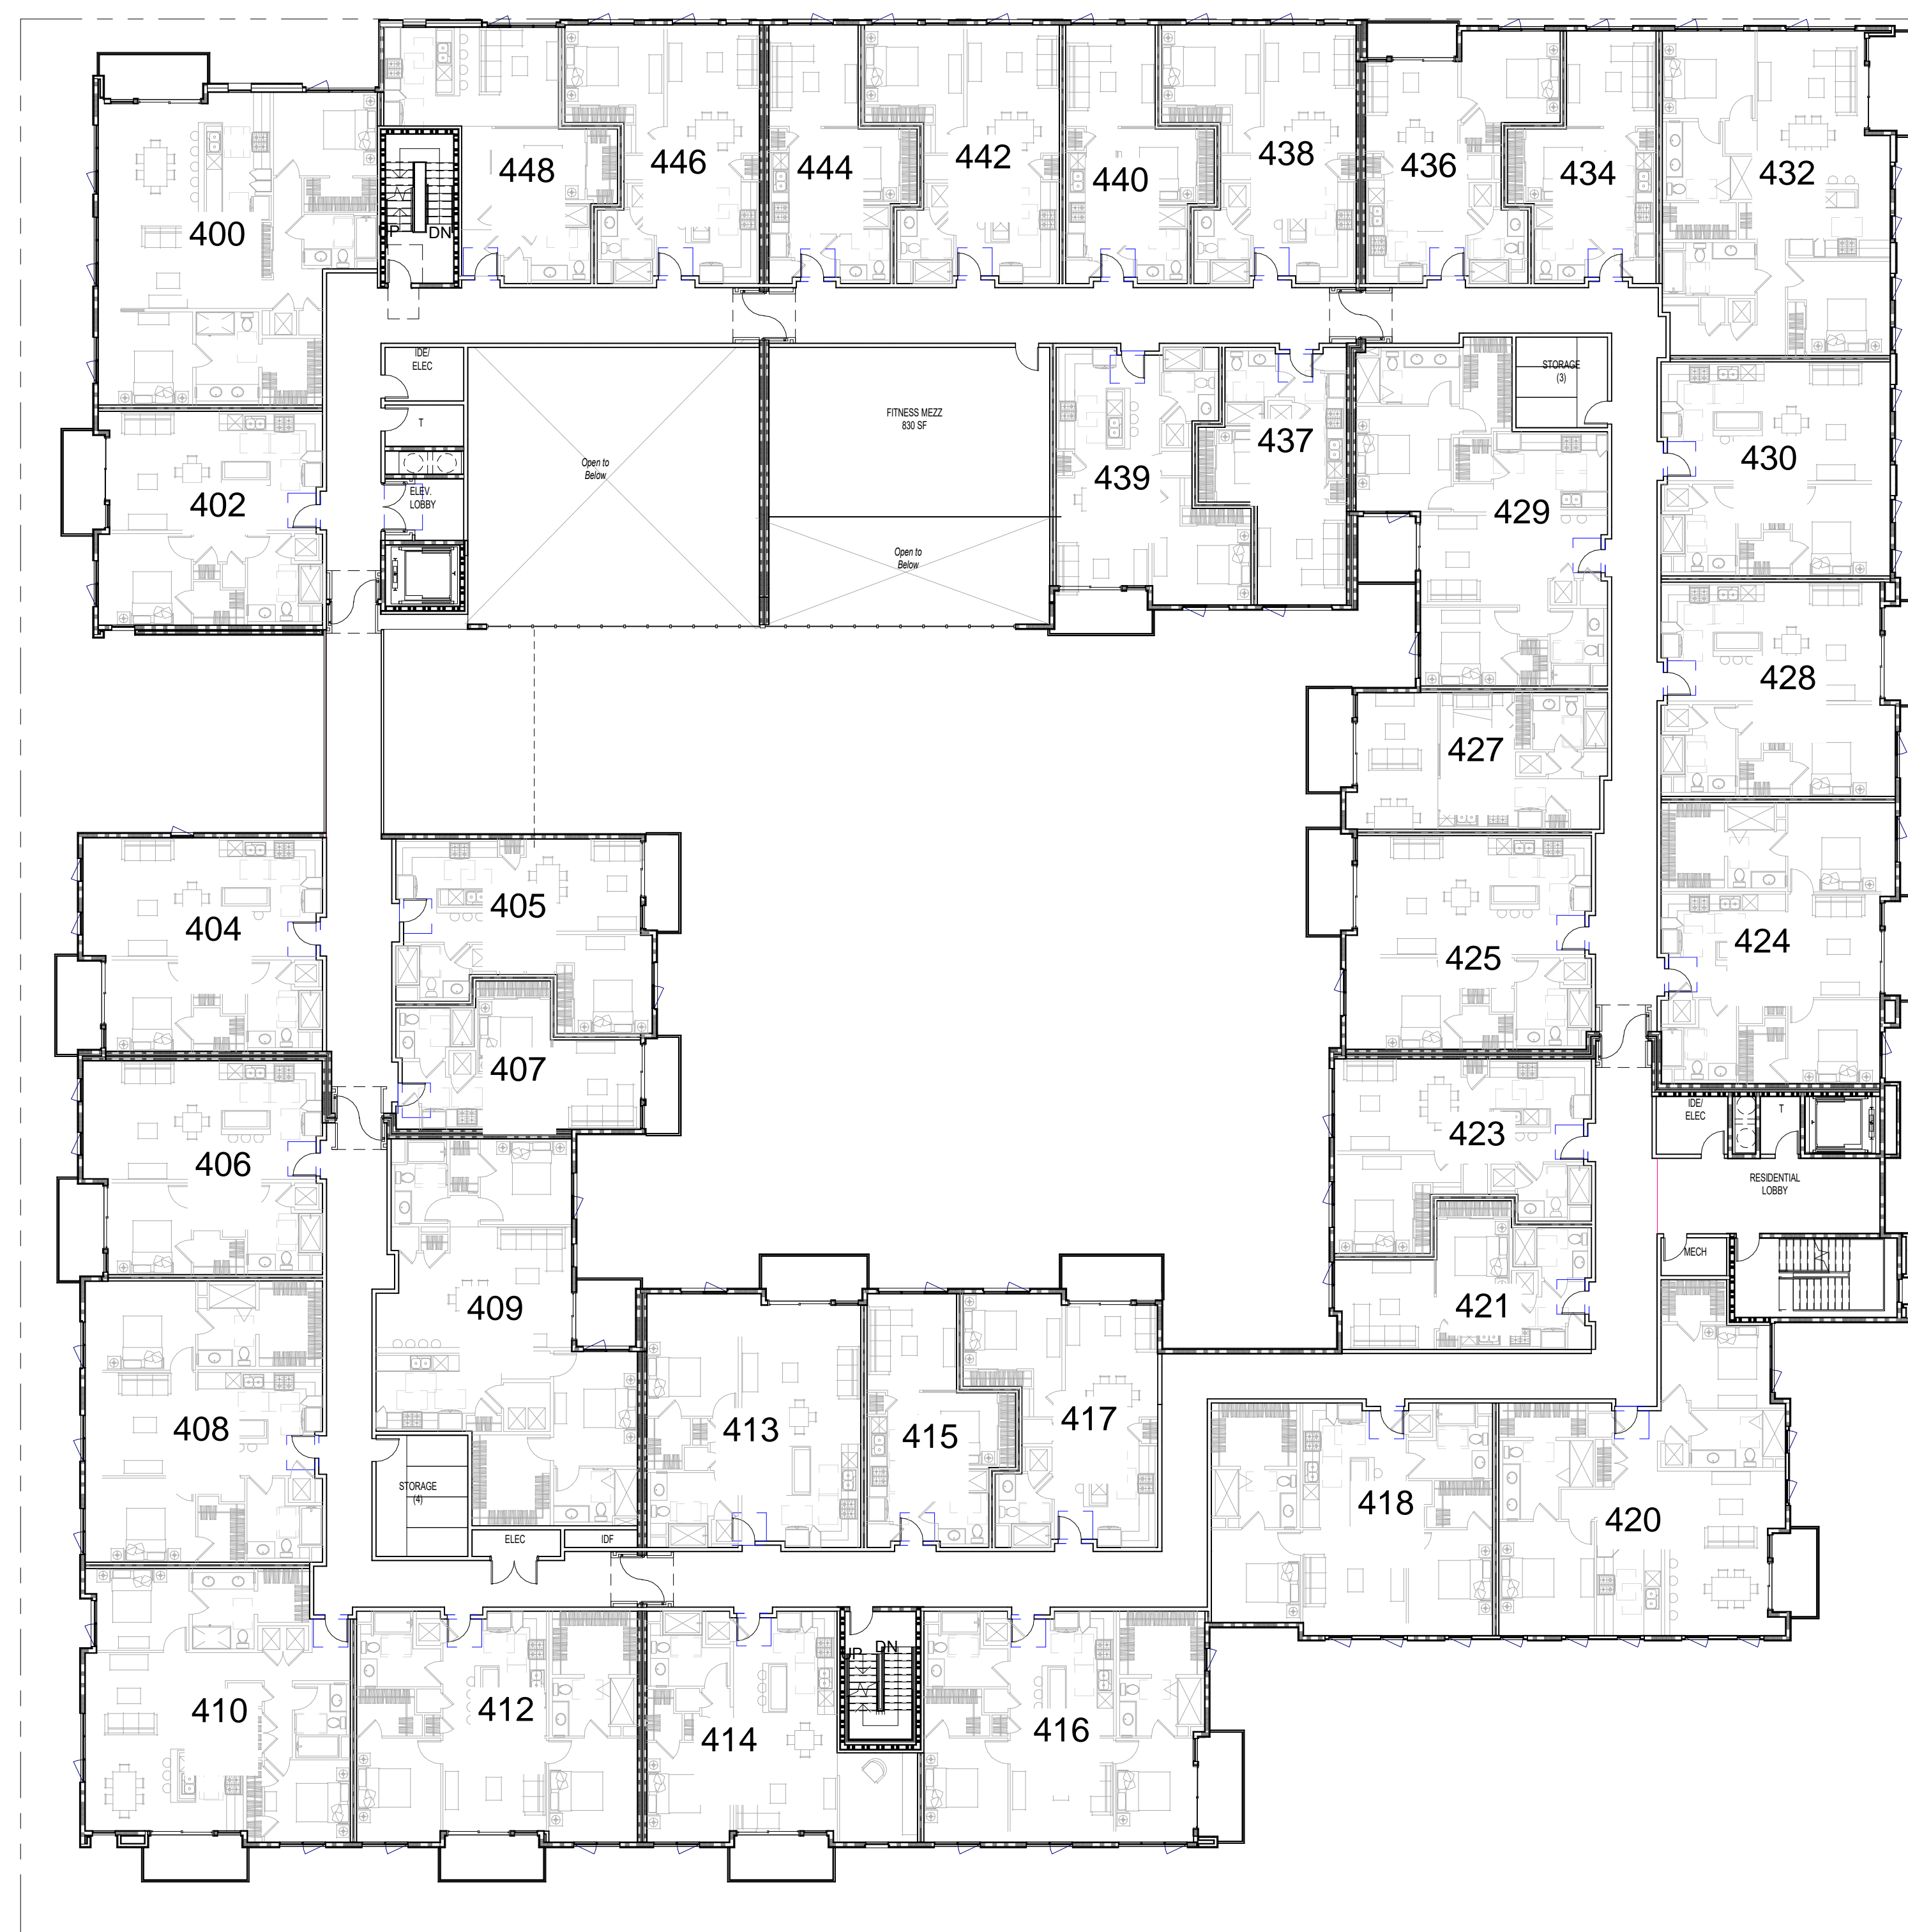 448
446
444
442
440
438
436
434
432
400
UP
DN
IDE/
ELEC
STORAGE
(3)
T
FITNESS MEZZ
830 SF
Open to
Below
439
437
430
429
402
ELEV.
LOBBY
Open to
Below
428
427
404
405
425
424
407
406
423
IDE/
ELEC
T
RESIDENTIAL
LOBBY
MECH
409
421
408
413
415
417
STORAGE
(4)
418
420
ELEC
IDF
UP
DN
410
412
414
416